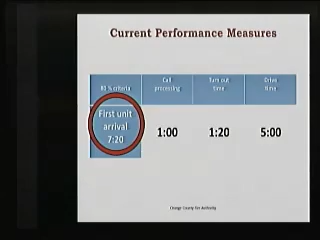 Current Performance Measures
80 % criteria
Call
processing
Turn out
time
Drive
time
First unit
arrival
7:20
1:00
1:20
5:00
Orange County Fire Authority